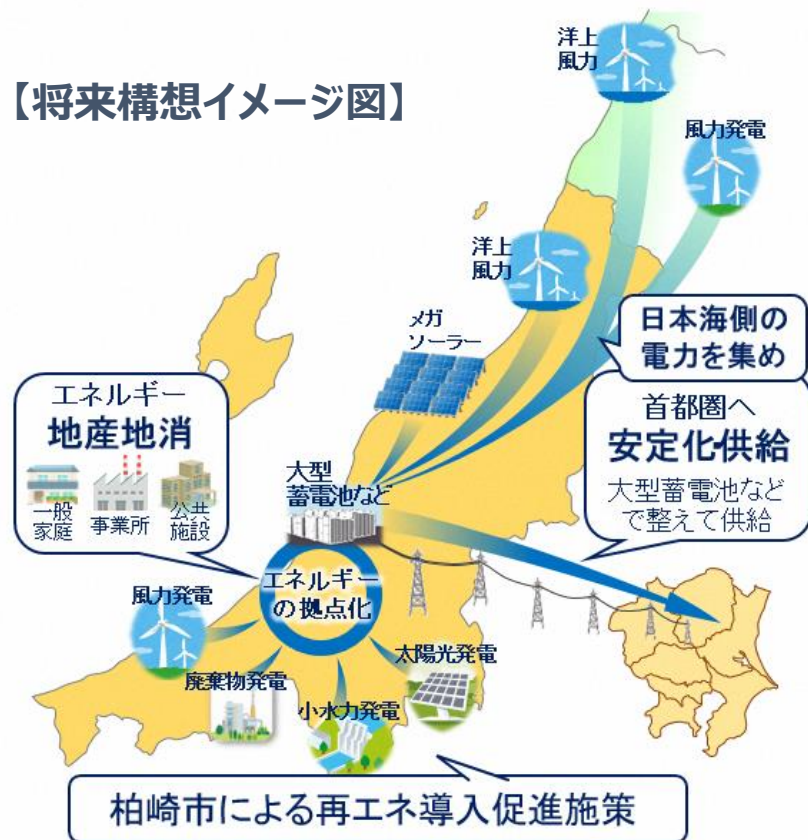 【将来構想イメージ図】
洋上
風力
風力発電
洋上
風力
メガ
ソーラー
日本海側の
電力を集め
エネルギー
地産地消
一般
家庭
事業所
公共
施設
首都圏へ
安定化供給
大型蓄電池など
で整えて供給
大型
蓄電池など
エネルギー
の拠点化
風力発電
廃棄物発電
小水力発電
太陽光発電
柏崎市による再エネ導入促進施策